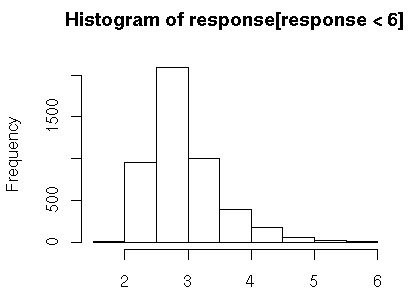 Histogram of response[response < 6]
Frequency
1500
500
0
2 3 4 5 6